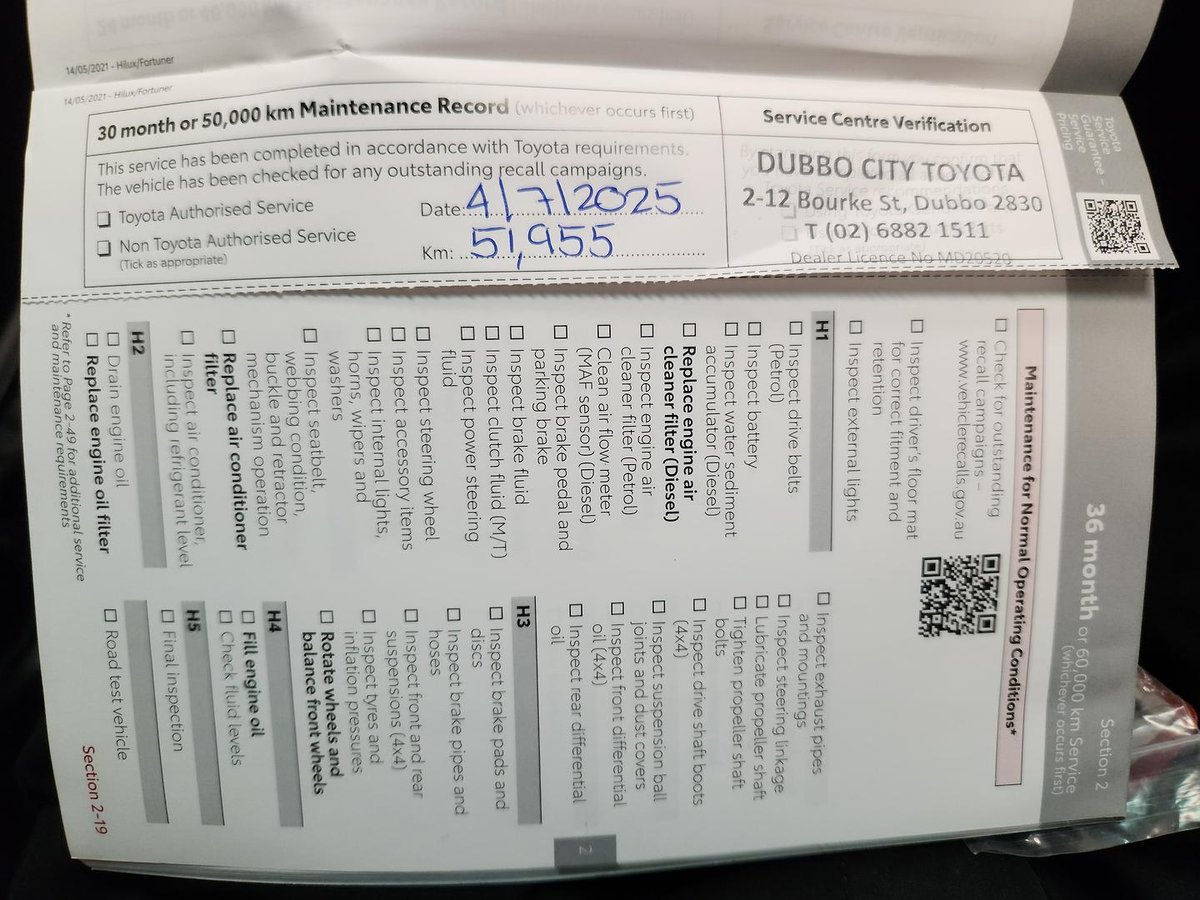 14/05/2021 - Hilux/Fortuner
14/05/2021 - Hilux/Fortuner
30 month or 50,000 km Maintenance Record (whichever occurs first)
This service has been completed in accordance with Toyota requirements.
The vehicle has been checked for any outstanding recall campaigns.
Toyota Authorised Service
Non Toyota Authorised Service
(Tick as appropriate)
Date: 4/7/2025
Km: 51,955
Service Centre Verification
DUBBO CITY TOYOTA
2-12 Bourke St, Dubbo 2830
T (02) 6882 1511
Dealer Licence No MD20520
Toyota
Service
Guarantee –
Service
Pricing
Section 2
36 month or 60,000 km Service
(whichever occurs first)
Maintenance for Normal Operating Conditions*
Check for outstanding
recall campaigns –
www.vehiclerecalls.gov.au
Inspect driver's floor mat
for correct fitment and
retention
Inspect external lights
H1
Inspect drive belts
(Petrol)
Inspect battery
Inspect water sediment
accumulator (Diesel)
Replace engine air
cleaner filter (Diesel)
Inspect engine air
cleaner filter (Petrol)
Clean air flow meter
(MAF sensor) (Diesel)
Inspect brake pedal and
parking brake
Inspect brake fluid
Inspect clutch fluid (M/T)
Inspect power steering
fluid
Inspect steering wheel
Inspect accessory items
Inspect internal lights,
horns, wipers and
washers
Inspect seatbelt,
webbing condition,
buckle and retractor
mechanism operation
Replace air conditioner
filter
Inspect air conditioner,
including refrigerant level
H2
Drain engine oil
Replace engine oil filter
* Refer to Page 2-49 for additional service
and maintenance requirements
Inspect exhaust pipes
and mountings
Inspect steering linkage
Lubricate propeller shaft
Tighten propeller shaft
bolts
Inspect drive shaft boots
(4x4)
Inspect suspension ball
joints and dust covers
Inspect front differential
oil (4x4)
Inspect rear differential
oil
H3
Inspect brake pads and
discs
Inspect brake pipes and
hoses
Inspect front and rear
suspensions (4x4)
Inspect tyres and
inflation pressures
Rotate wheels and
balance front wheels
H4
Fill engine oil
Check fluid levels
H5
Final inspection
Road test vehicle
2
Section 2-19